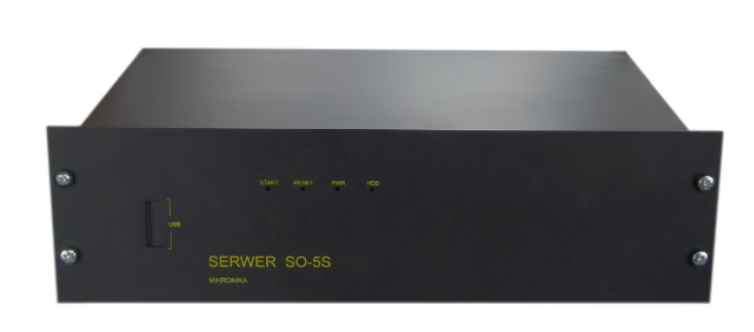 START RESET PWR HDD
USB
SERWER SO-5S
MIKRONIKA